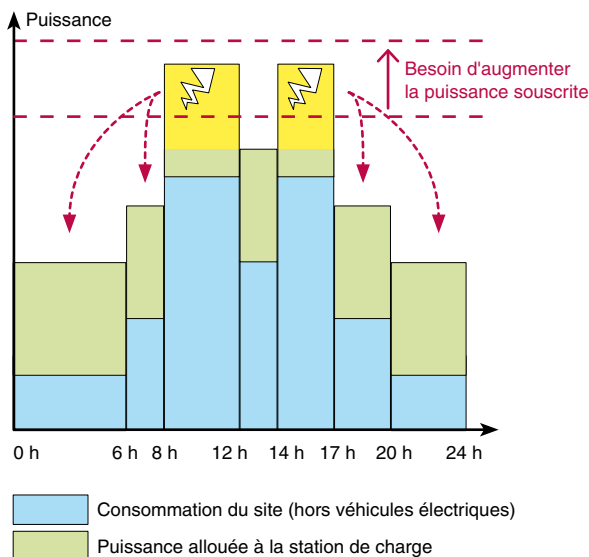 Puissance
Besoin d'augmenter
la puissance souscrite
0 h 6 h 8 h 12 h 14 h 17 h 20 h 24 h
Consommation du site (hors véhicules électriques)
Puissance allouée à la station de charge